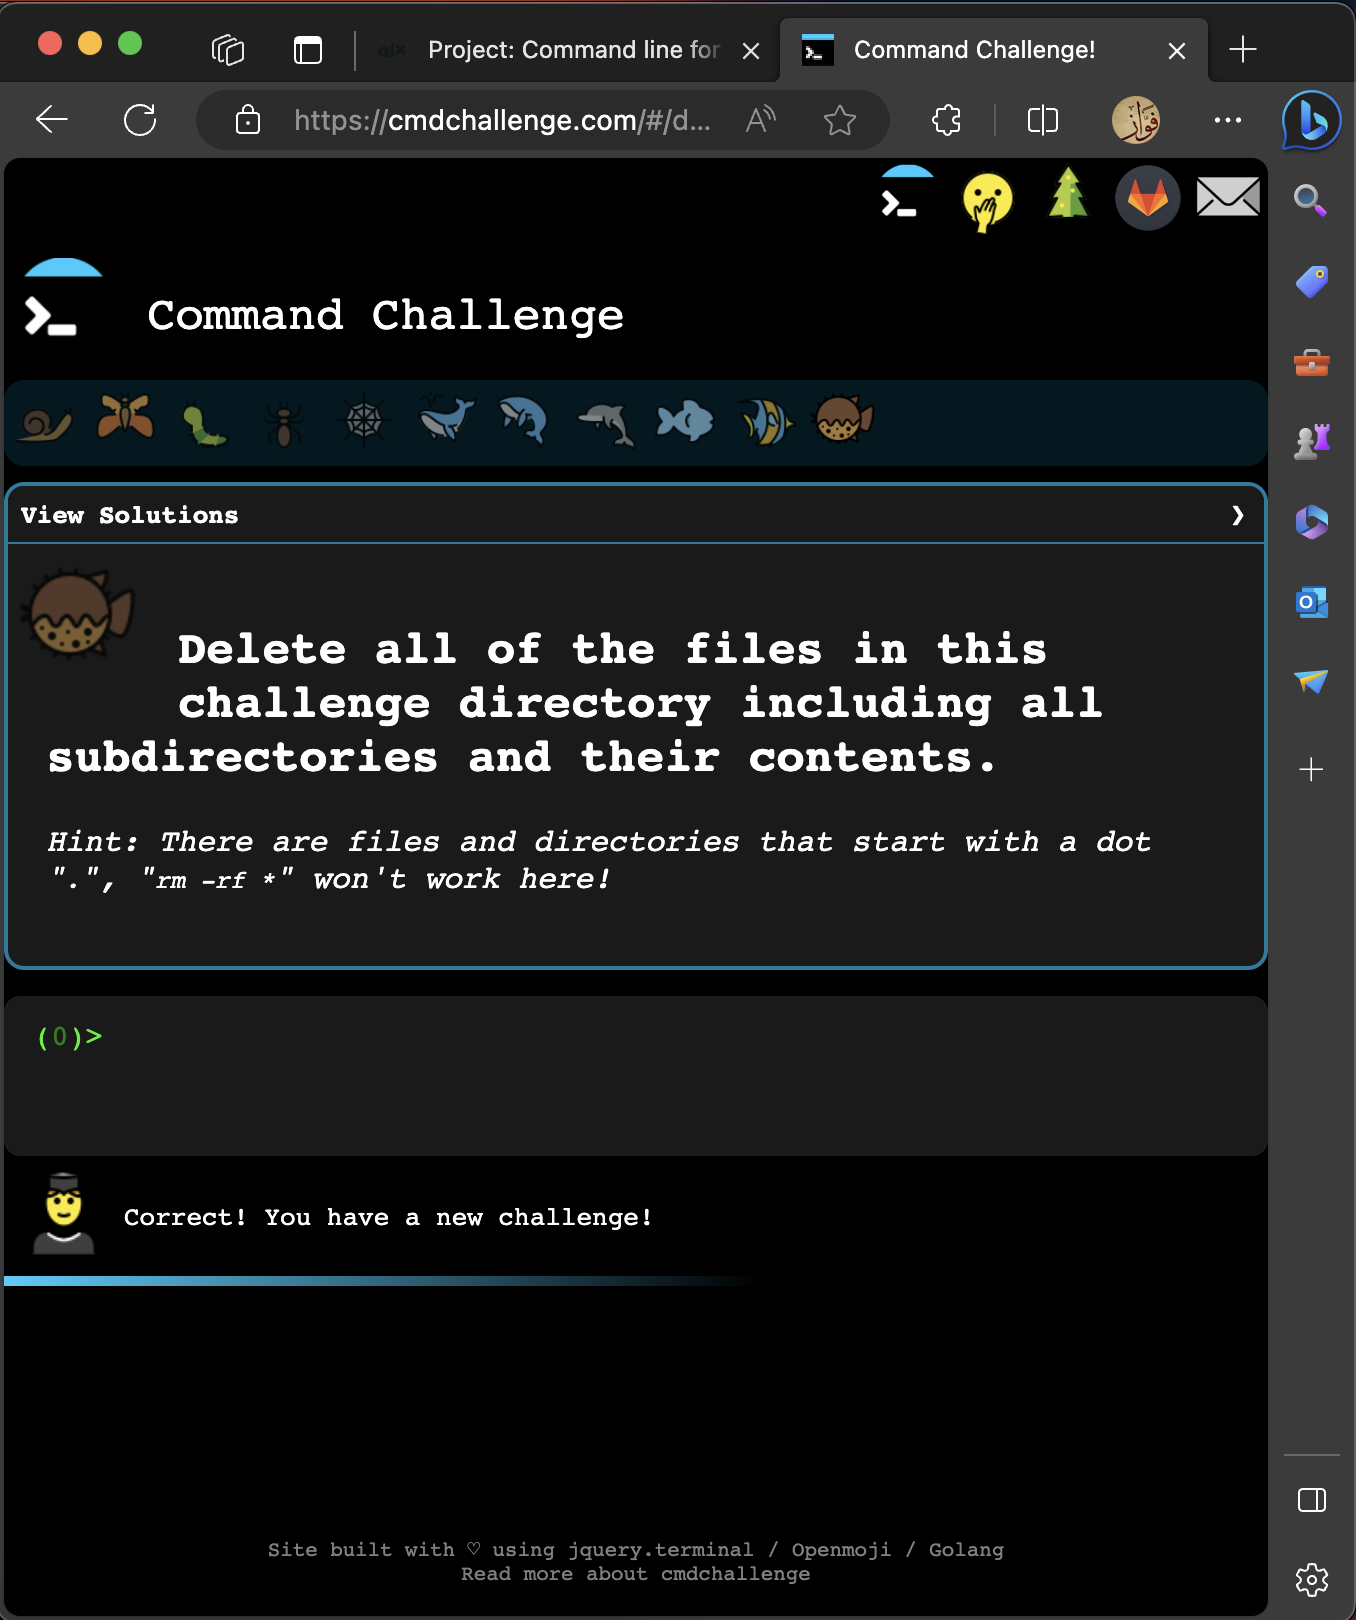 alx Project: Command line for
Command Challenge!
https://cmdchallenge.com/#/d...
Command Challenge
View Solutions
Delete all of the files in this
challenge directory including all
subdirectories and their contents.
Hint: There are files and directories that start with a dot
".", "rm -rf *" won't work here!
(0)>
Correct! You have a new challenge!
Site built with ♡ using jquery.terminal / Openmoji / Golang
Read more about cmdchallenge